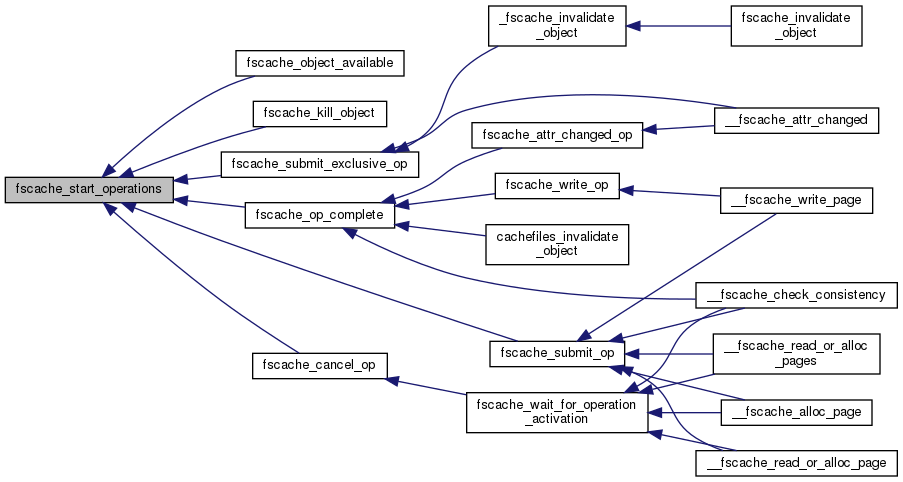 _fscache_invalidate
_object
fscache_invalidate
_object
fscache_object_available
fscache_kill_object
__fscache_attr_changed
fscache_attr_changed_op
fscache_submit_exclusive_op
fscache_start_operations
fscache_write_op
__fscache_write_page
fscache_op_complete
cachefiles_invalidate
_object
__fscache_check_consistency
fscache_submit_op
__fscache_read_or_alloc
_pages
fscache_cancel_op
fscache_wait_for_operation
_activation
__fscache_alloc_page
__fscache_read_or_alloc_page